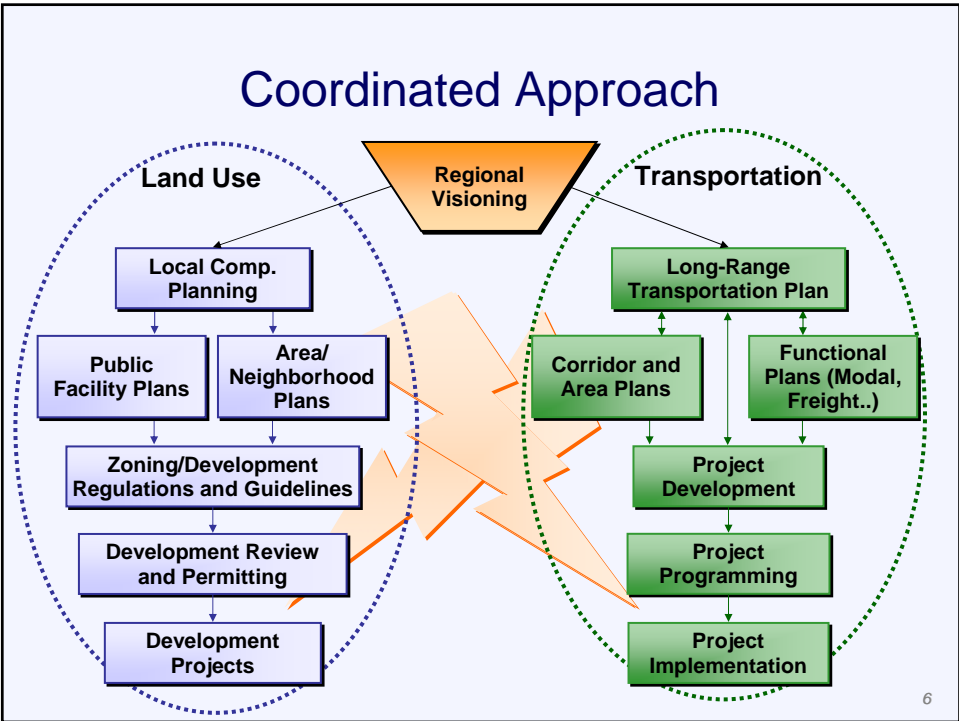 Coordinated Approach
Land Use
Regional
Visioning
Transportation
Local Comp.
Planning
Long-Range
Transportation Plan
Public
Facility Plans
Area/
Neighborhood
Plans
Corridor and
Area Plans
Functional
Plans (Modal,
Freight..)
Zoning/Development
Regulations and Guidelines
Project
Development
Development Review
and Permitting
Project
Programming
Development
Projects
Project
Implementation
6